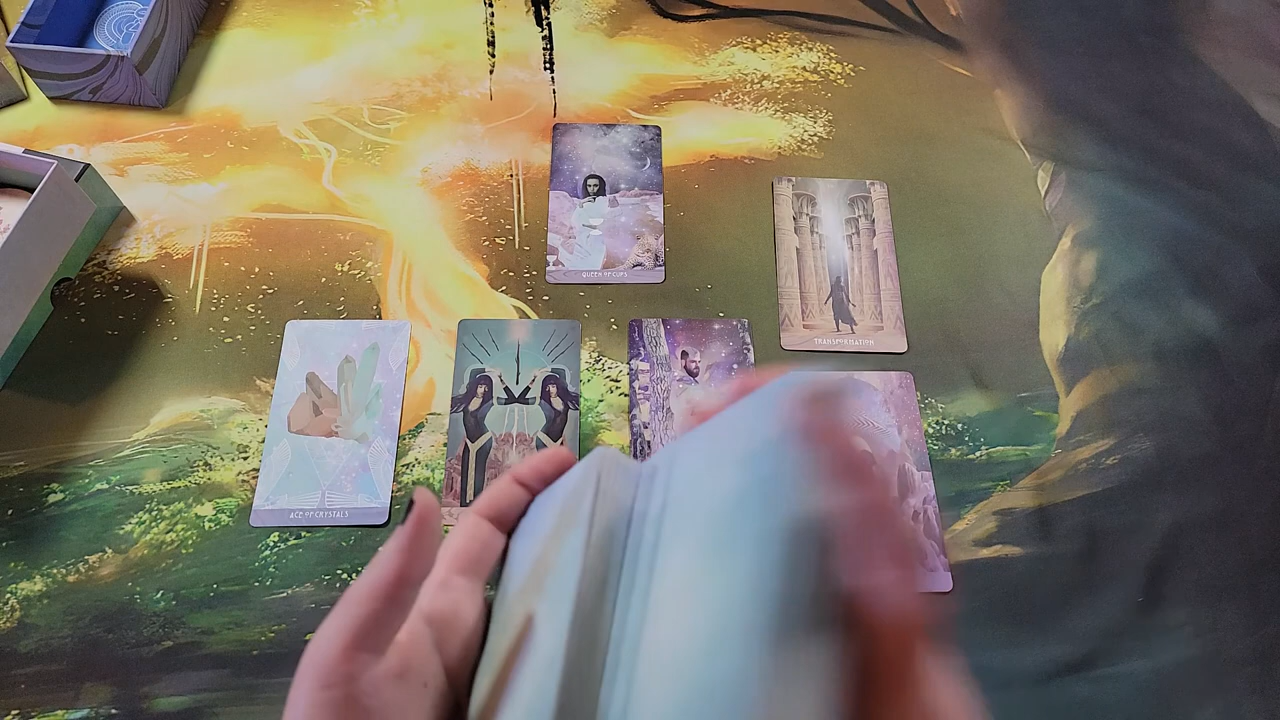 QUEEN OF CUPS
TRANSFORMATION
ACE OF CRYSTALS